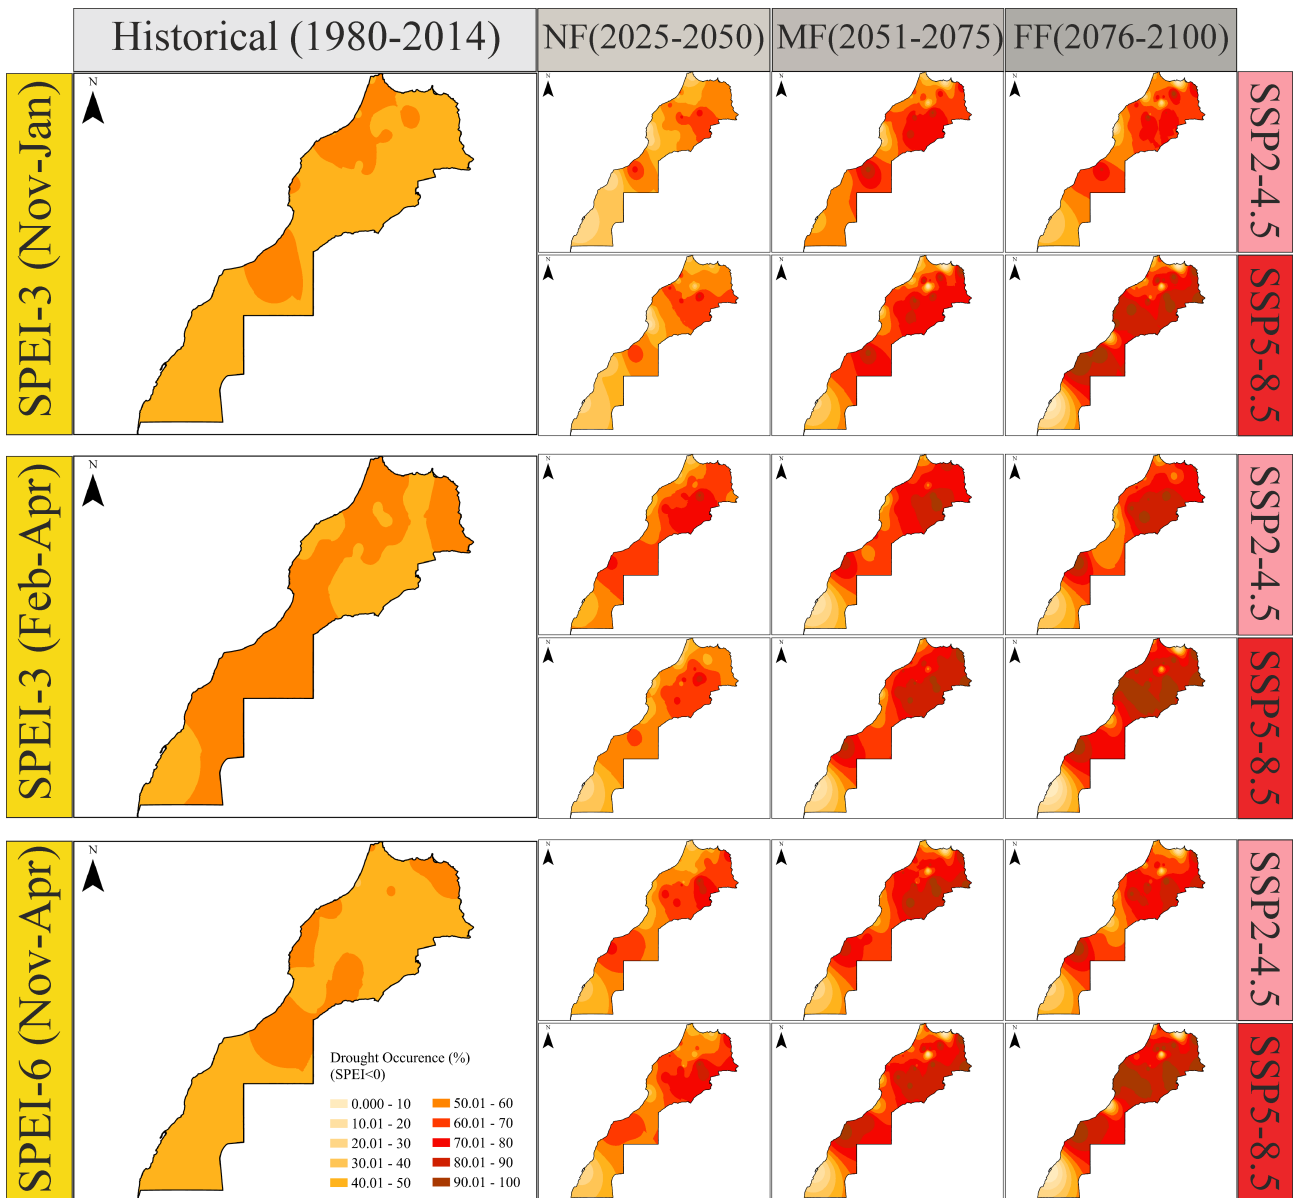 Historical (1980-2014)
NF(2025-2050)
MF(2051-2075)
FF(2076-2100)
SPEI-3 (Nov-Jan)
N
N
N
N
SSP2-4.5
N
N
N
SSP5-8.5
SPEI-3 (Feb-Apr)
N
N
N
N
SSP2-4.5
N
N
N
SSP5-8.5
SPEI-6 (Nov-Apr)
N
N
N
N
SSP2-4.5
N
N
N
SSP5-8.5
Drought Occurence (%)
(SPEI<0)
0.000 - 10
10.01 - 20
20.01 - 30
30.01 - 40
40.01 - 50
50.01 - 60
60.01 - 70
70.01 - 80
80.01 - 90
90.01 - 100